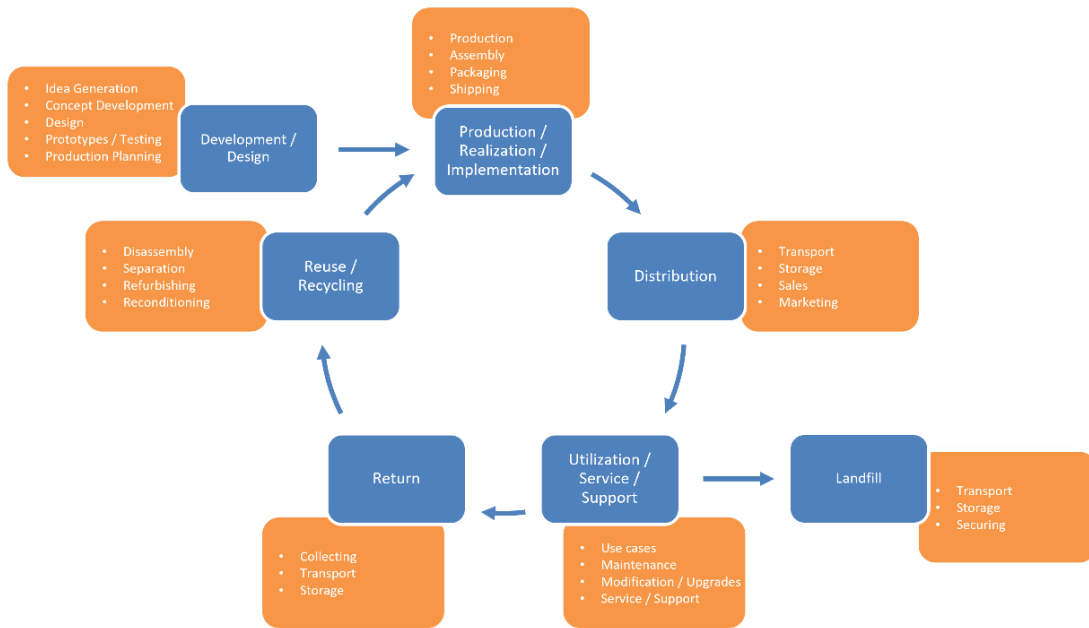 Production
Assembly
Packaging
Shipping
Production /
Realization /
Implementation
Idea Generation
Concept Development
Design
Prototypes / Testing
Production Planning
Development /
Design
Disassembly
Separation
Refurbishing
Reconditioning
Reuse /
Recycling
Distribution
Transport
Storage
Sales
Marketing
Return
Collecting
Transport
Storage
Utilization /
Service /
Support
Use cases
Maintenance
Modification / Upgrades
Service / Support
Landfill
Transport
Storage
Securing